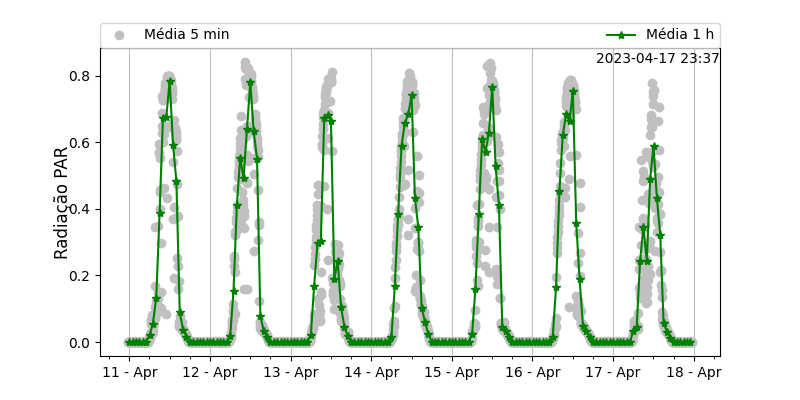 Média 5 min
Média 1 h
2023-04-17 23:37
Radiação PAR
0.8
0.6
0.4
0.2
0.0
11 - Apr
12 - Apr
13 - Apr
14 - Apr
15 - Apr
16 - Apr
17 - Apr
18 - Apr